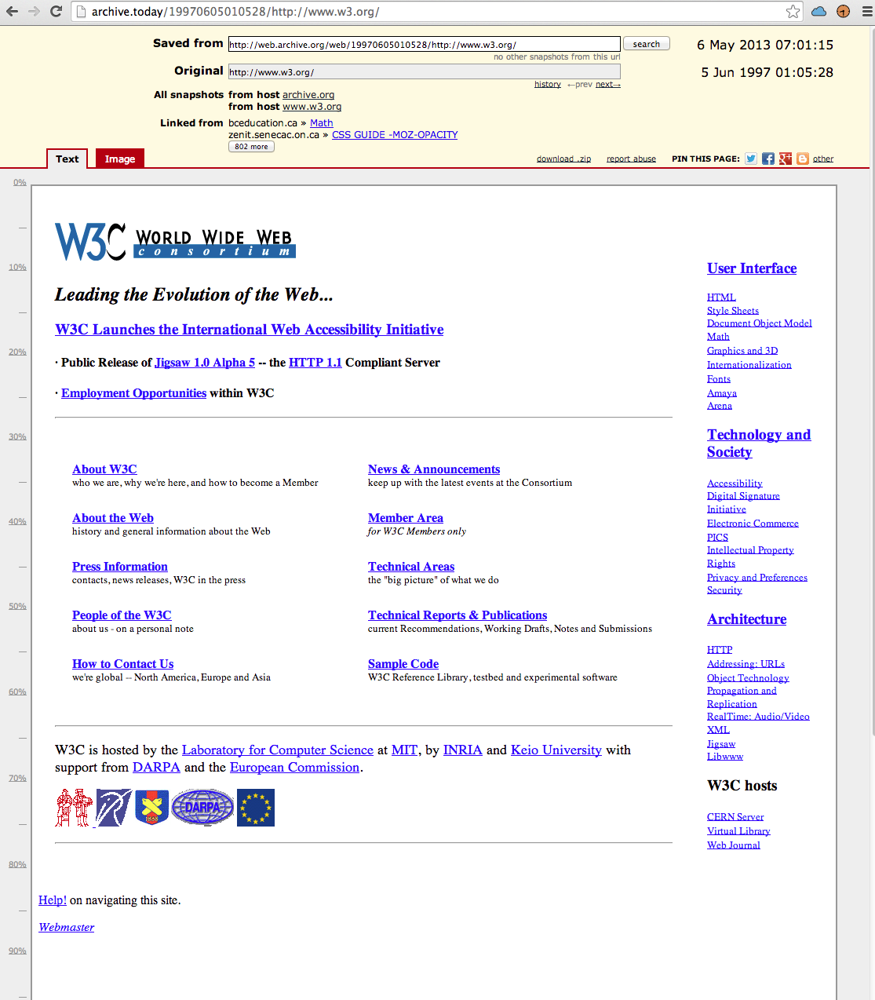 archive.today/19970605010528/http://www.w3.org/
Saved from http://web.archive.org/web/19970605010528/http://www.w3.org/ search 6 May 2013 07:01:15
no other snapshots from this url
Original http://www.w3.org/ 5 Jun 1997 01:05:28
history ←prev next→
All snapshots from host archive.org
from host www.w3.org
Linked from bceducation.ca » Math
zenit.senecac.on.ca » CSS GUIDE -MOZ-OPACITY
802 more
Text Image download .zip report abuse PIN THIS PAGE: other
0%
10%
20%
30%
40%
50%
60%
70%
80%
90%
W3C WORLD WIDE WEB
consortium
Leading the Evolution of the Web...
W3C Launches the International Web Accessibility Initiative
· Public Release of Jigsaw 1.0 Alpha 5 -- the HTTP 1.1 Compliant Server
· Employment Opportunities within W3C
About W3C
who we are, why we're here, and how to become a Member
News & Announcements
keep up with the latest events at the Consortium
About the Web
history and general information about the Web
Member Area
for W3C Members only
Press Information
contacts, news releases, W3C in the press
Technical Areas
the "big picture" of what we do
People of the W3C
about us - on a personal note
Technical Reports & Publications
current Recommendations, Working Drafts, Notes and Submissions
How to Contact Us
we're global -- North America, Europe and Asia
Sample Code
W3C Reference Library, testbed and experimental software
W3C is hosted by the Laboratory for Computer Science at MIT, by INRIA and Keio University with
support from DARPA and the European Commission.
1858
DARPA
Help! on navigating this site.
Webmaster
User Interface
HTML
Style Sheets
Document Object Model
Math
Graphics and 3D
Internationalization
Fonts
Amaya
Arena
Technology and
Society
Accessibility
Digital Signature
Initiative
Electronic Commerce
PICS
Intellectual Property
Rights
Privacy and Preferences
Security
Architecture
HTTP
Addressing: URLs
Object Technology
Propagation and
Replication
RealTime: Audio/Video
XML
Jigsaw
Libwww
W3C hosts
CERN Server
Virtual Library
Web Journal